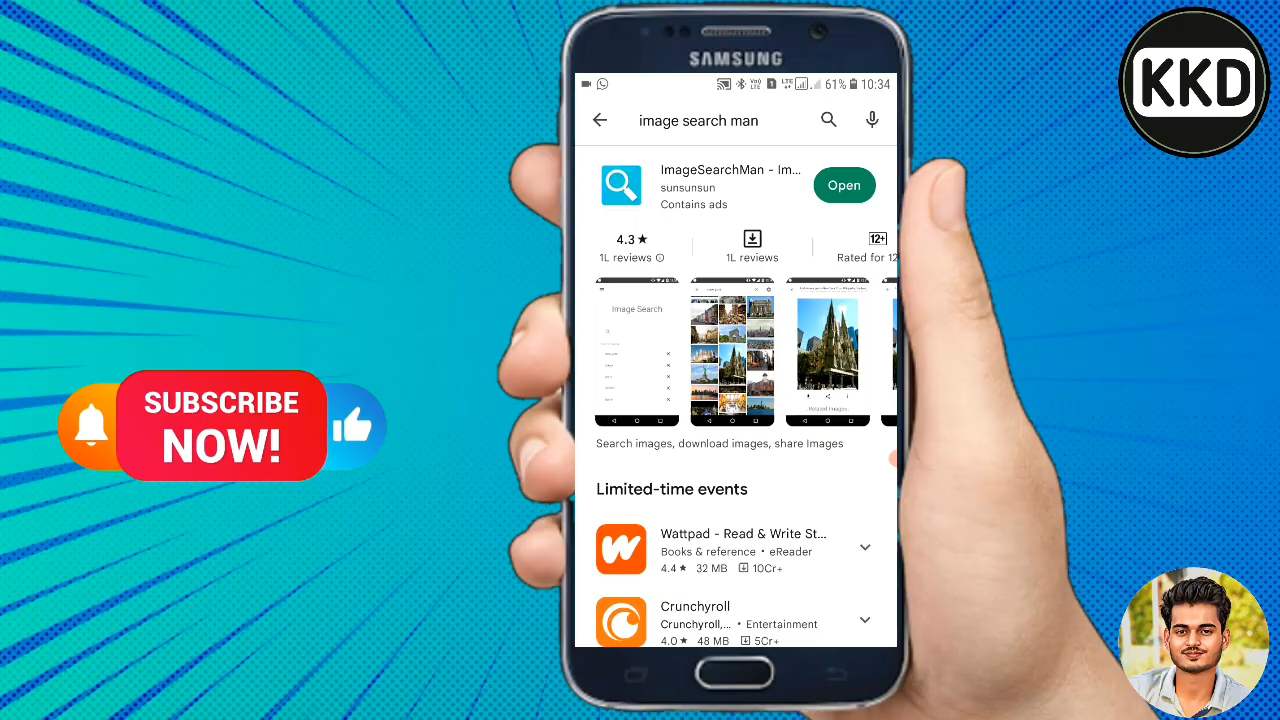 KKD
SAMSUNG
61% 10:34
image search man
ImageSearchMan - Im...
sunsunsun
Contains ads
Open
4.3★
1L reviews
1L reviews
12+
Rated for 12
Image Search
Related Images
Search images, download images, share Images
SUBSCRIBE
NOW!
Limited-time events
Wattpad - Read & Write St...
Books & reference • eReader
4.4★ 32 MB 10Cr+
Crunchyroll
Crunchyroll,... • Entertainment
4.0★ 48 MB 5Cr+